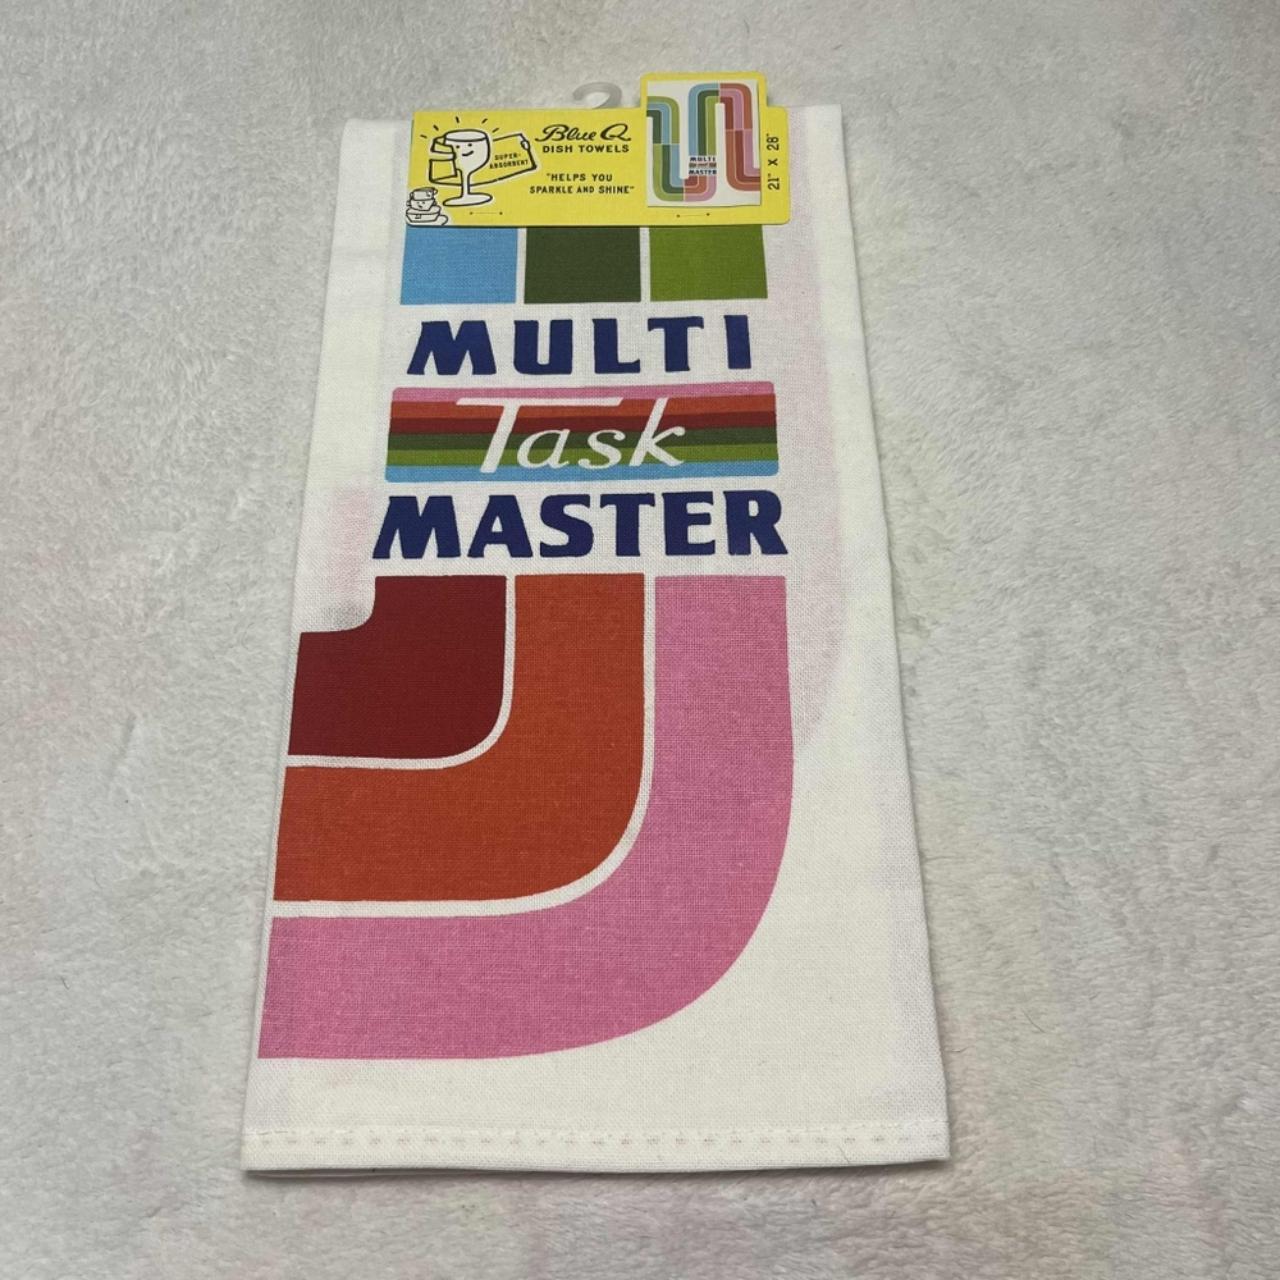 Blue Q
DISH TOWELS
SUPER-
ABSORBENT
"HELPS YOU
SPARKLE AND SHINE"
MULTI
MASTER
21" X 28"
MULTI
Task
MASTER